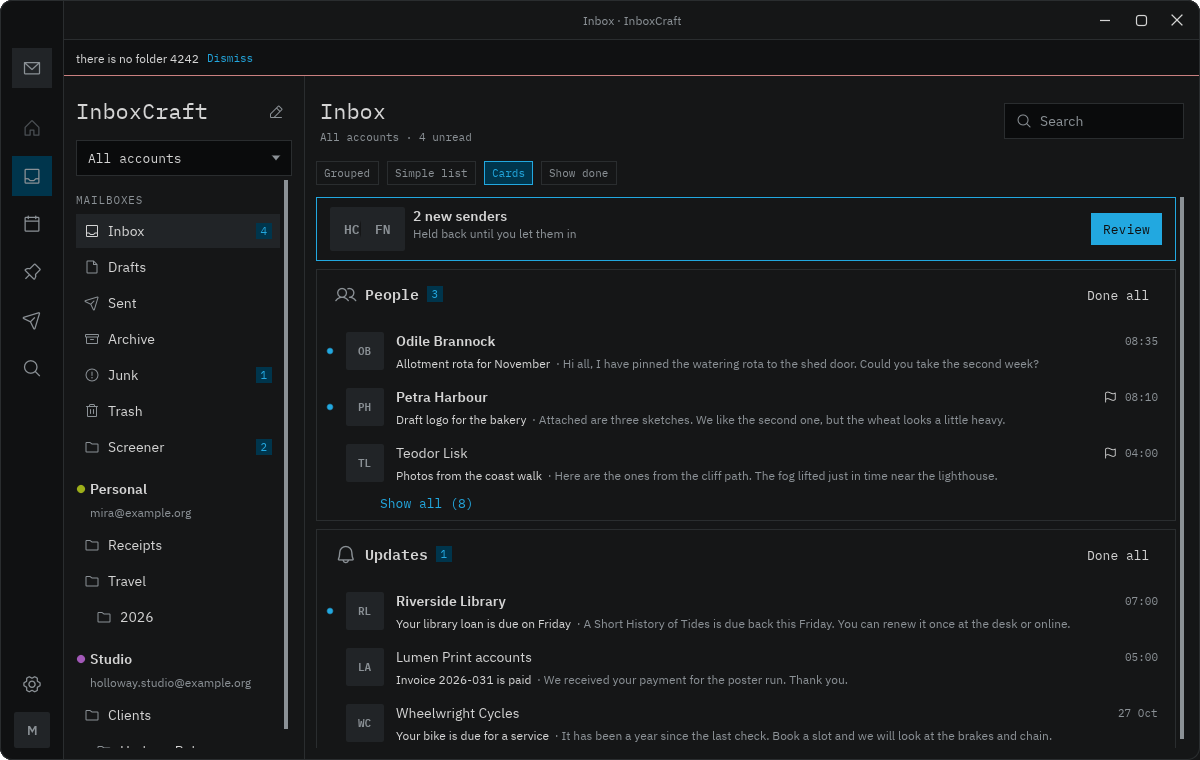 Inbox · InboxCraft
there is no folder 4242 Dismiss
InboxCraft
All accounts
MAILBOXES
Inbox 4
Drafts
Sent
Archive
Junk 1
Trash
Screener 2
Personal
mira@example.org
Receipts
Travel
2026
Studio
holloway.studio@example.org
Clients
M
Inbox
All accounts · 4 unread
Search
Grouped Simple list Cards Show done
HC FN
2 new senders
Held back until you let them in
Review
People 3 Done all
OB
Odile Brannock 08:35
Allotment rota for November · Hi all, I have pinned the watering rota to the shed door. Could you take the second week?
PH
Petra Harbour 08:10
Draft logo for the bakery · Attached are three sketches. We like the second one, but the wheat looks a little heavy.
TL
Teodor Lisk 04:00
Photos from the coast walk · Here are the ones from the cliff path. The fog lifted just in time near the lighthouse.
Show all (8)
Updates 1 Done all
RL
Riverside Library 07:00
Your library loan is due on Friday · A Short History of Tides is due back this Friday. You can renew it once at the desk or online.
LA
Lumen Print accounts 05:00
Invoice 2026-031 is paid · We received your payment for the poster run. Thank you.
WC
Wheelwright Cycles 27 Oct
Your bike is due for a service · It has been a year since the last check. Book a slot and we will look at the brakes and chain.